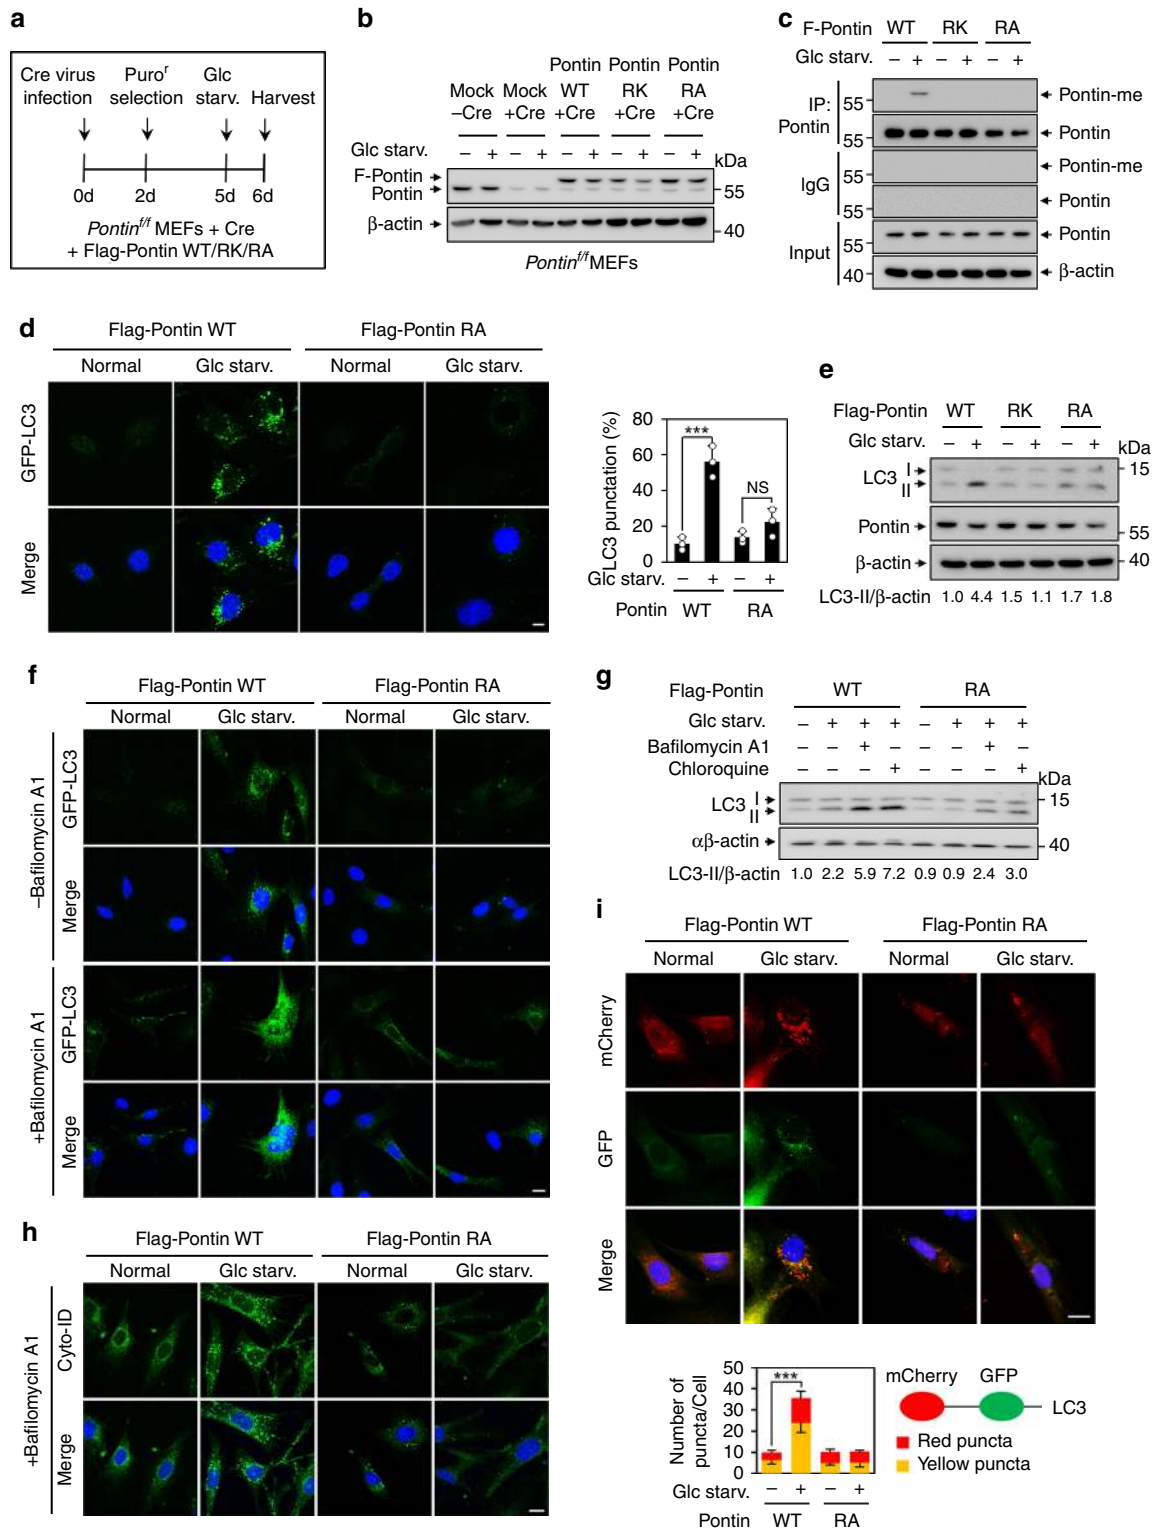 a
Cre virus infection
Puroʳ selection
Glc starv.
Harvest
0d 2d 5d 6d
Pontinf/f MEFs + Cre
+ Flag-Pontin WT/RK/RA
b
Pontin Pontin Pontin
Mock Mock WT RK RA
–Cre +Cre +Cre +Cre +Cre
Glc starv. – + – + – + – + – + kDa
F-Pontin
Pontin 55
β-actin 40
Pontinf/fMEFs
c
F-Pontin WT RK RA
Glc starv. – + – + – +
IP: Pontin
55 Pontin-me
55 Pontin
IgG
55 Pontin-me
55 Pontin
Input
55 Pontin
40 β-actin
d
Flag-Pontin WT Flag-Pontin RA
Normal Glc starv. Normal Glc starv.
GFP-LC3
Merge
LC3 punctation (%)
80
60
40
20
0
*** NS
Glc starv. – + – +
Pontin WT RA
e
Flag-Pontin WT RK RA
Glc starv. – + – + – + kDa
LC3 I II 15
Pontin 55
β-actin 40
LC3-II/β-actin 1.0 4.4 1.5 1.1 1.7 1.8
f
Flag-Pontin WT Flag-Pontin RA
Normal Glc starv. Normal Glc starv.
–Bafilomycin A1
GFP-LC3
Merge
+Bafilomycin A1
GFP-LC3
Merge
g
Flag-Pontin WT RA
Glc starv. – + + + – + + +
Bafilomycin A1 – – + – – – + –
Chloroquine – – – + – – – +
kDa
LC3 I II 15
αβ-actin 40
LC3-II/β-actin 1.0 2.2 5.9 7.2 0.9 0.9 2.4 3.0
h
Flag-Pontin WT Flag-Pontin RA
Normal Glc starv. Normal Glc starv.
+Bafilomycin A1
Cyto-ID
Merge
i
Flag-Pontin WT Flag-Pontin RA
Normal Glc starv. Normal Glc starv.
mCherry
GFP
Merge
Number of puncta/Cell
50
40
30
20
10
0
***
Glc starv. – + – +
Pontin WT RA
mCherry GFP
LC3
Red puncta
Yellow puncta